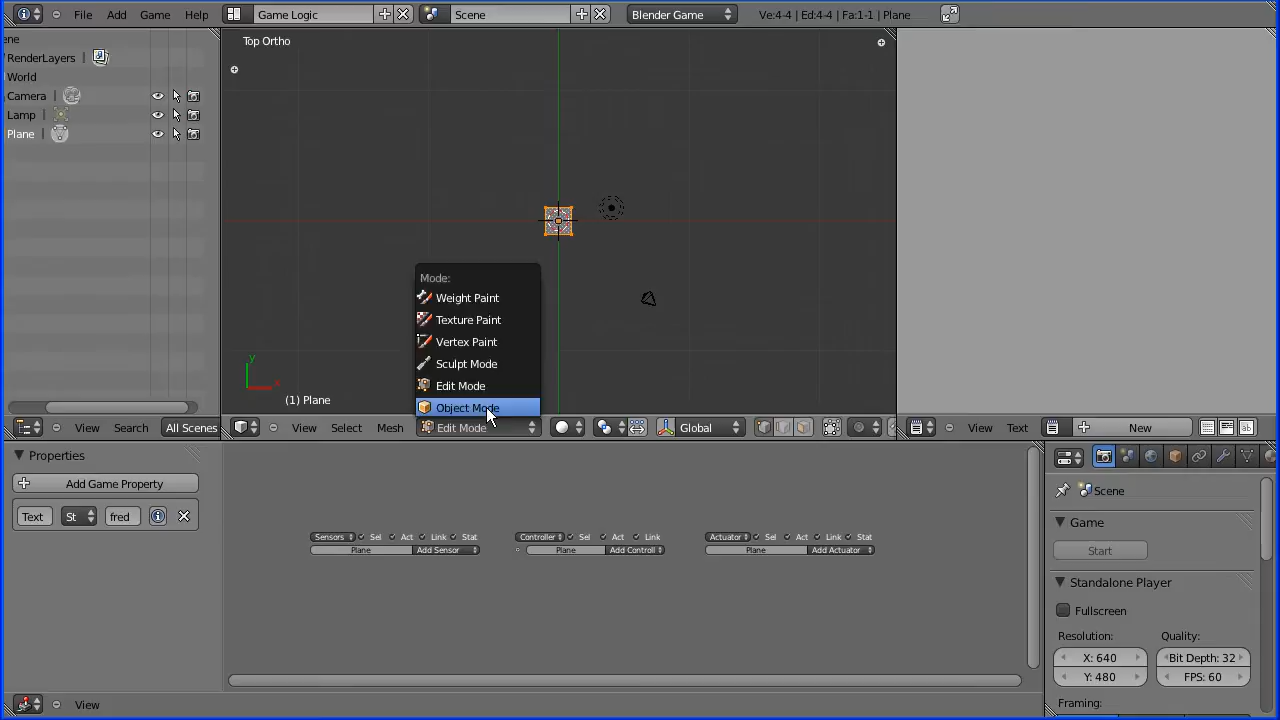 File Add Game Help Game Logic Scene Blender Game Ve:4-4 | Ed:4-4 | Fa:1-1 | Plane
ene
RenderLayers |
World
Camera |
Lamp |
Plane |
Top Ortho
y
x
(1) Plane
Mode:
Weight Paint
Texture Paint
Vertex Paint
Sculpt Mode
Edit Mode
Object Mode
View Search All Scenes
View Select Mesh Edit Mode Global
View Text New
Properties
Add Game Property
Text St fred
Sensors Sel Act Link Stat
Plane Add Sensor
Controller Sel Act Link
Plane Add Controll
Actuator Sel Act Link Stat
Plane Add Actuator
Scene
Game
Start
Standalone Player
Fullscreen
Resolution: Quality:
X: 640 Bit Depth: 32
Y: 480 FPS: 60
Framing:
View